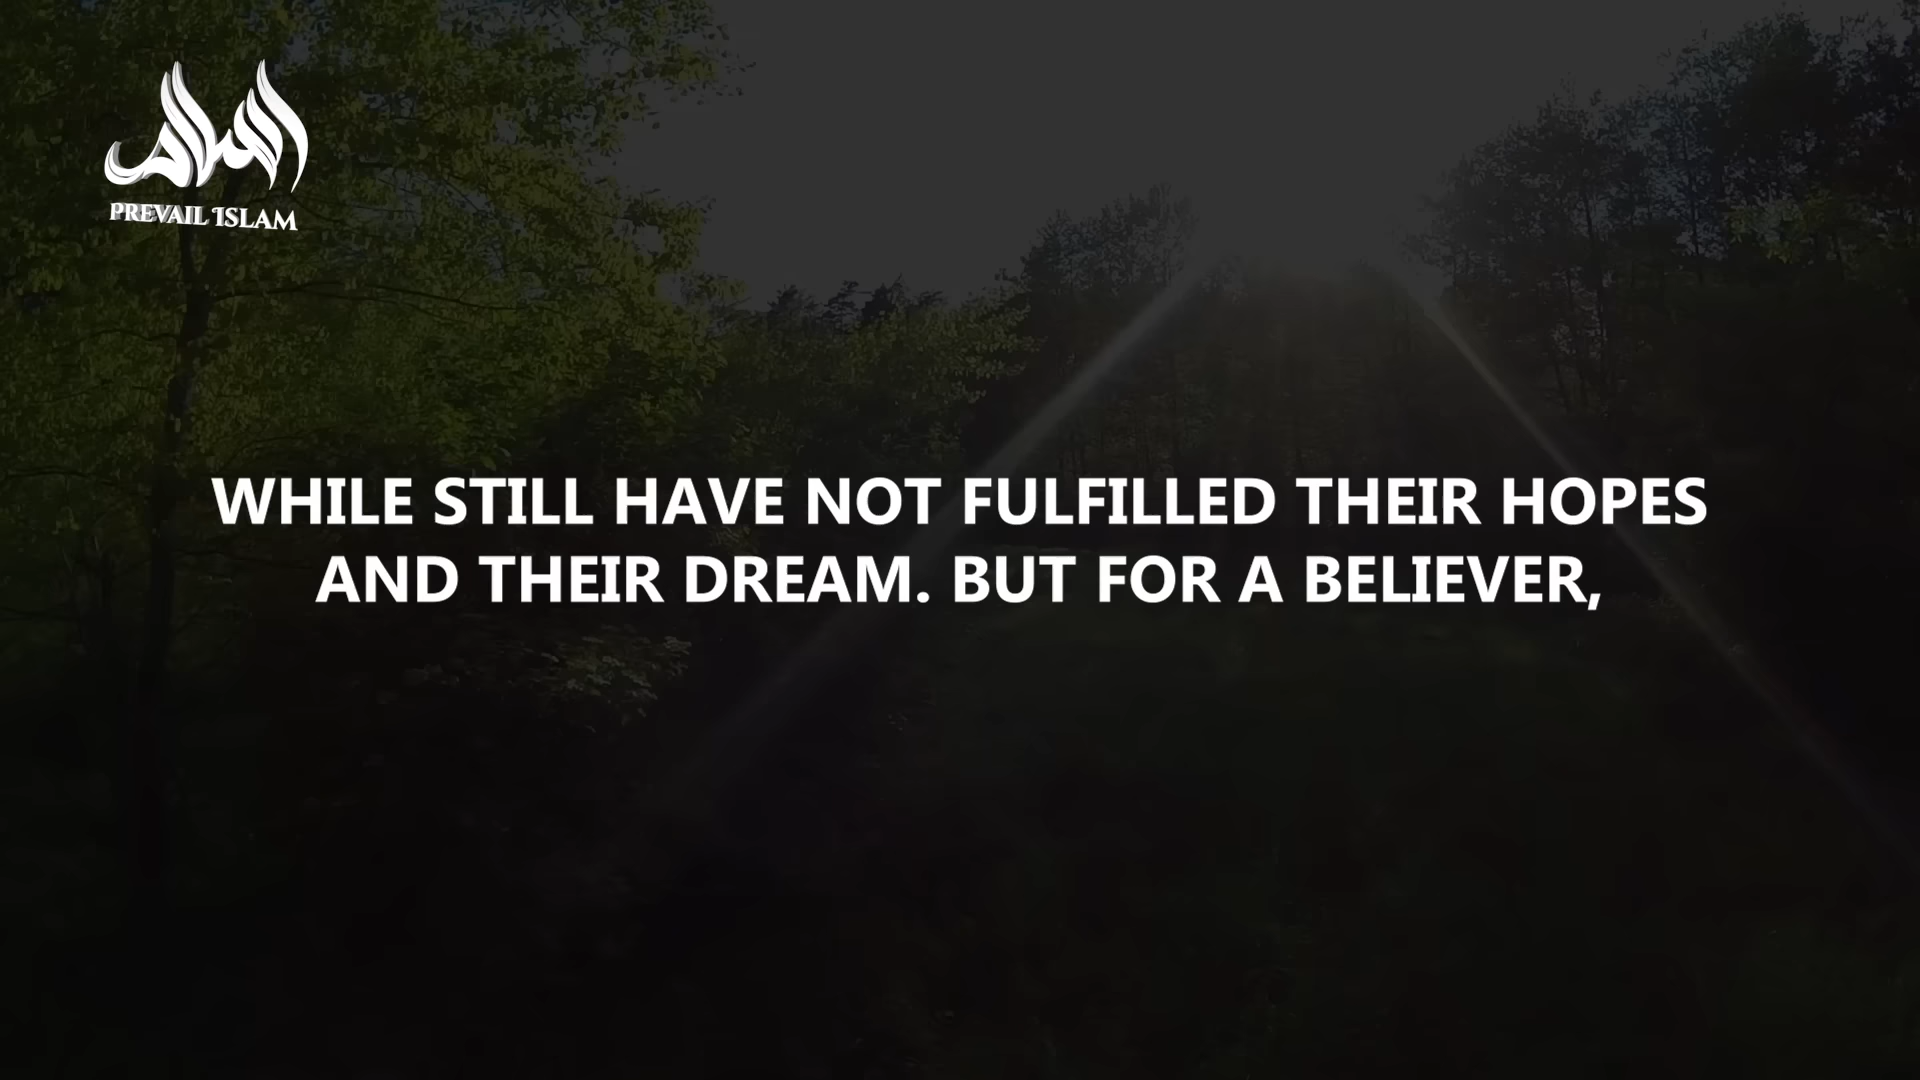 PREVAIL ISLAM
WHILE STILL HAVE NOT FULFILLED THEIR HOPES
AND THEIR DREAM. BUT FOR A BELIEVER,